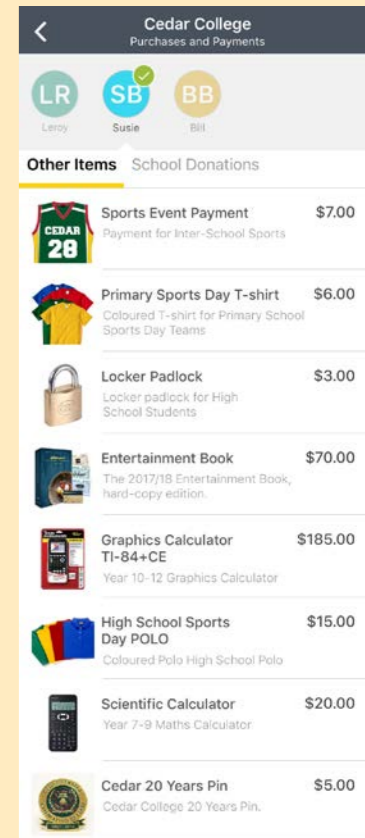 Cedar College
Purchases and Payments
LR
SB
BB
Leroy
Susie
Bill
Other Items School Donations
CEDAR
28
Sports Event Payment $7.00
Payment for Inter-School Sports
Primary Sports Day T-shirt $6.00
Coloured T-shirt for Primary School
Sports Day Teams
Locker Padlock $3.00
Locker padlock for High
School Students
Entertainment Book $70.00
The 2017/18 Entertainment Book,
hard-copy edition.
Graphics Calculator $185.00
TI-84+CE
Year 10-12 Graphics Calculator
High School Sports $15.00
Day POLO
Coloured Polo High School Polo
Scientific Calculator $20.00
Year 7-9 Maths Calculator
Cedar 20 Years Pin $5.00
Cedar College 20 Years Pin.